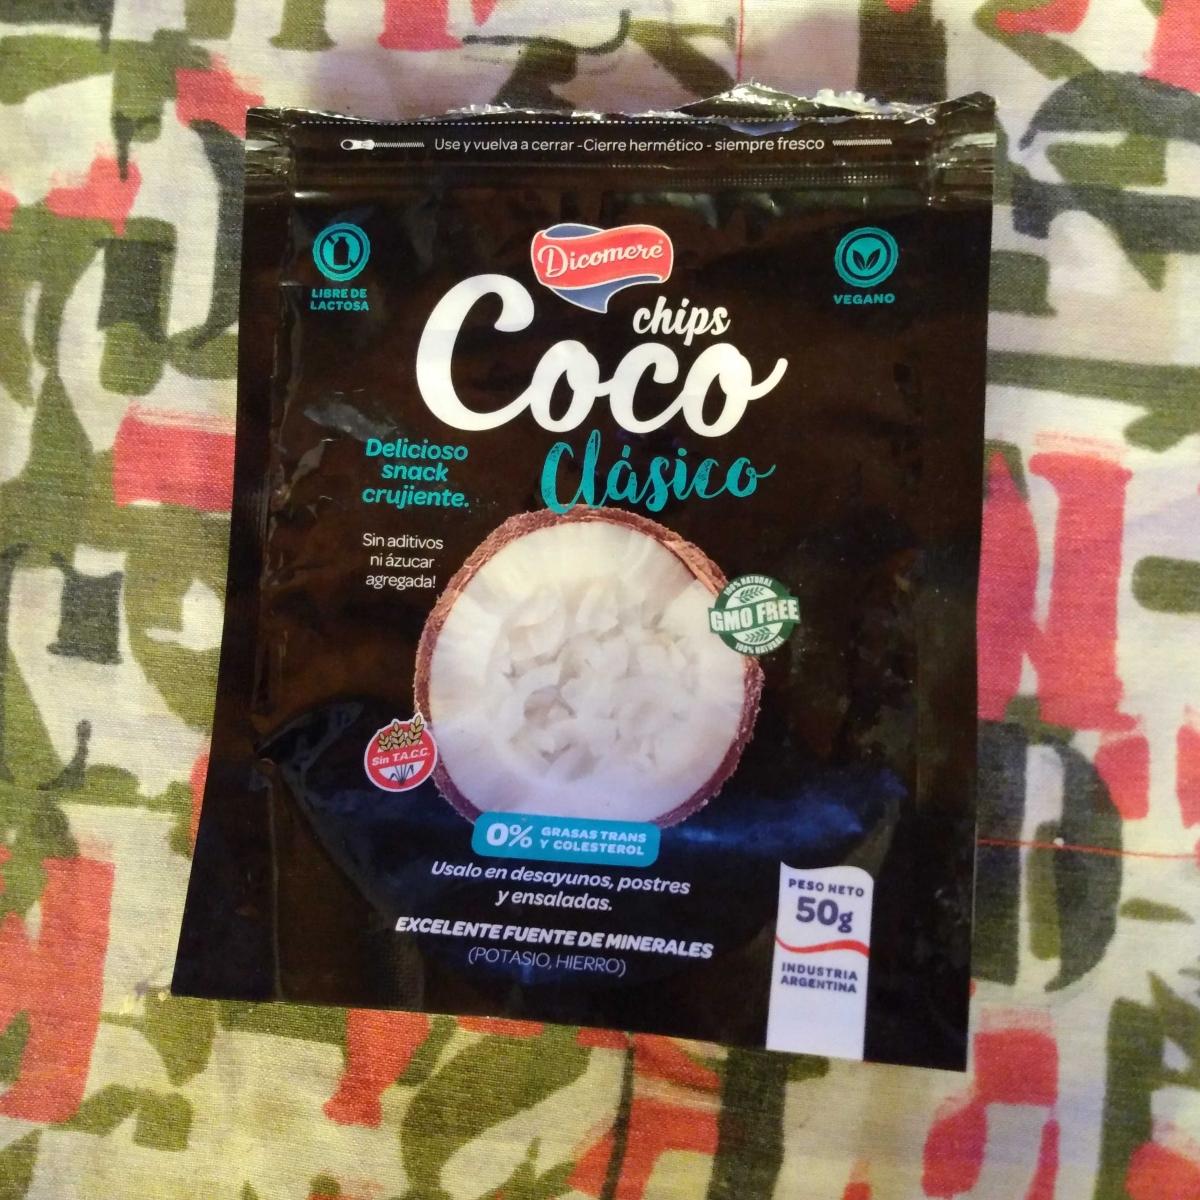 Use y vuelva a cerrar -Cierre hermético - siempre fresco
LIBRE DE
LACTOSA
Dicomere
VEGANO
chips
Coco
Clásico
Delicioso
snack
crujiente.
Sin aditivos
ni ázucar
agregada!
100% NATURAL
GMO FREE
100% NATURAL
Sin T.A.C.C.
0% GRASAS TRANS
Y COLESTEROL
Usalo en desayunos, postres
y ensaladas.
EXCELENTE FUENTE DE MINERALES
(POTASIO, HIERRO)
PESO NETO
50g
INDUSTRIA
ARGENTINA